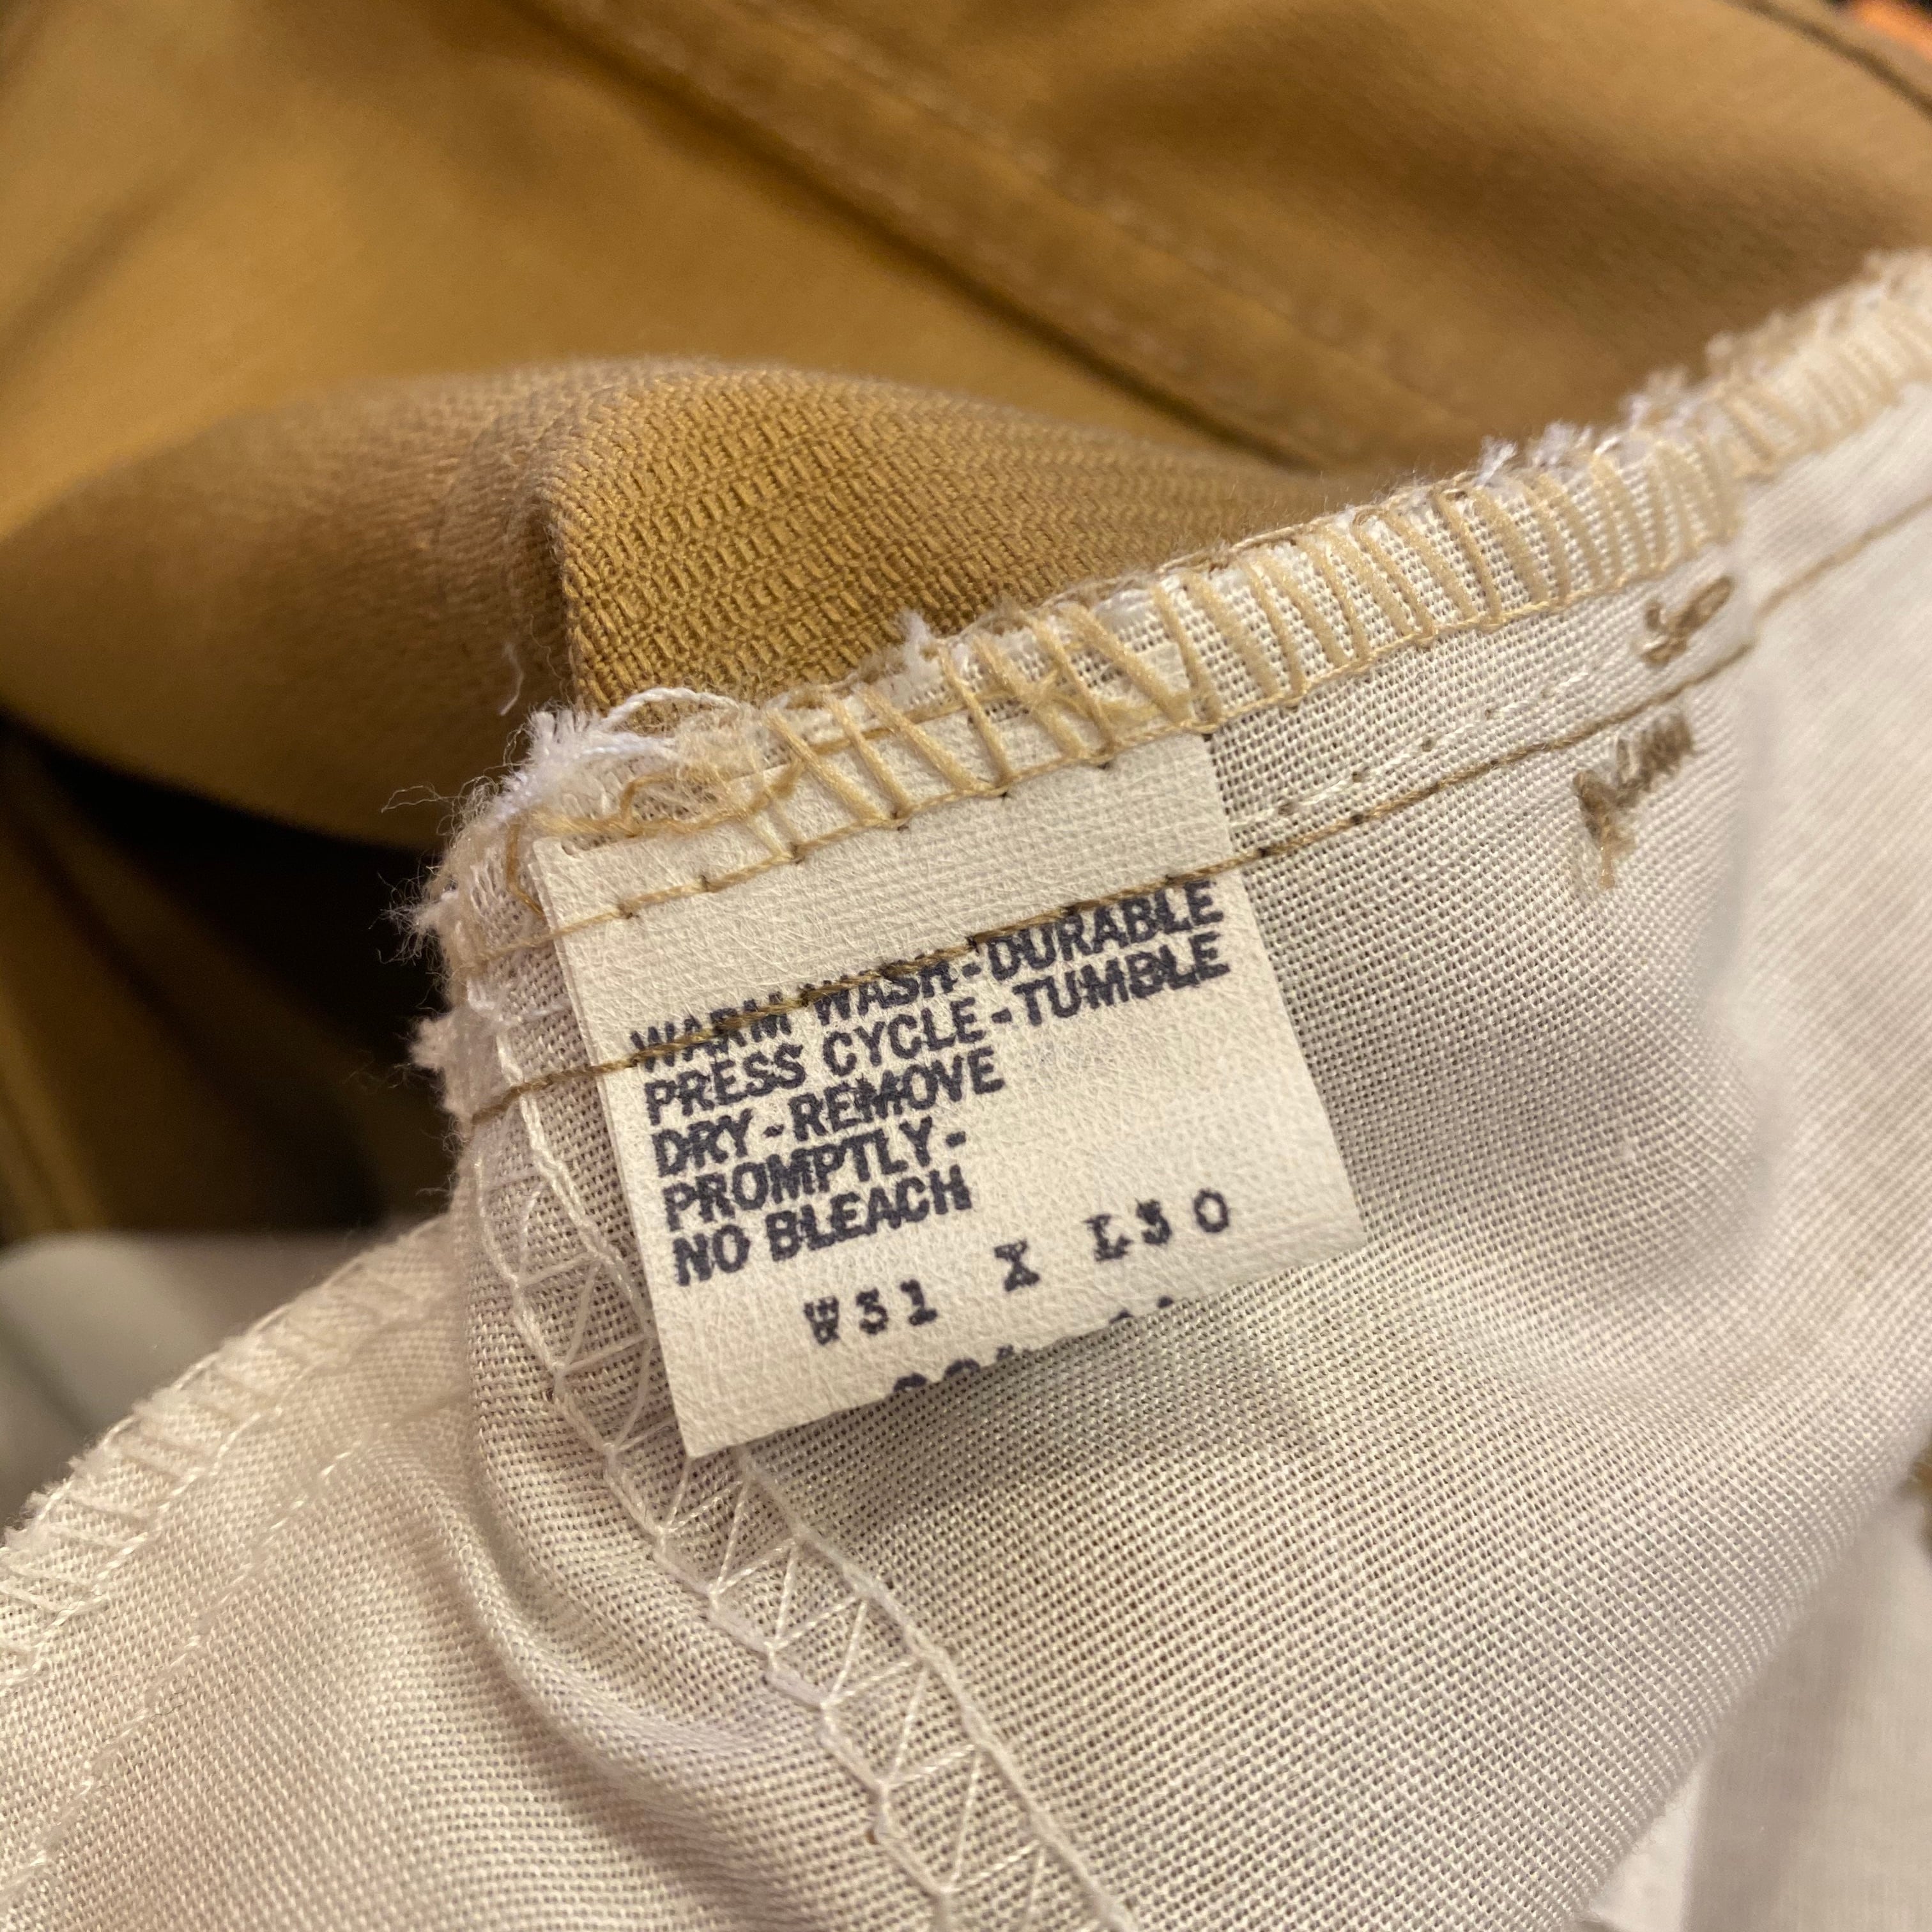 WARM WASH-DURABLE
PRESS CYCLE-TUMBLE
DRY-REMOVE
PROMPTLY-
NO BLEACH
W31 X L30